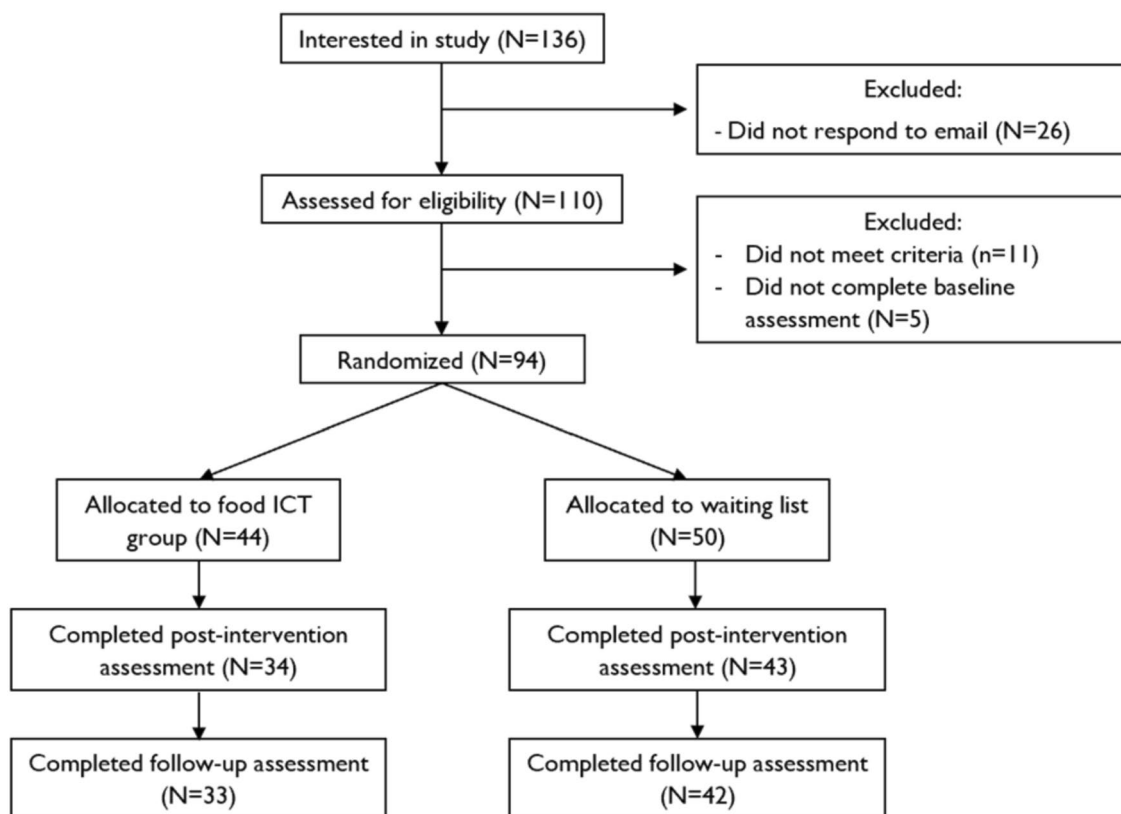 Interested in study (N=136)
Excluded:
- Did not respond to email (N=26)
Assessed for eligibility (N=110)
Excluded:
- Did not meet criteria (n=11)
- Did not complete baseline
assessment (N=5)
Randomized (N=94)
Allocated to food ICT
group (N=44)
Allocated to waiting list
(N=50)
Completed post-intervention
assessment (N=34)
Completed post-intervention
assessment (N=43)
Completed follow-up assessment
(N=33)
Completed follow-up assessment
(N=42)